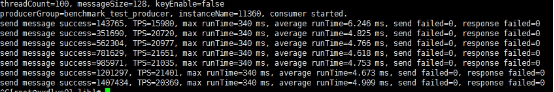 threadCount=100, messageSize=128, keyEnable=false
producerGroup=benchmark_test_producer, instanceName=11360, consumer started.
send message success=143765, TPS=15980, max runTime=340 ms, average runTime=6.246 ms, send failed=0, response failed=0
send message success=351690, TPS=20720, max runTime=340 ms, average runTime=4.825 ms, send failed=0, response failed=0
send message success=562304, TPS=20977, max runTime=340 ms, average runTime=4.766 ms, send failed=0, response failed=0
send message success=781629, TPS=21651, max runTime=340 ms, average runTime=4.618 ms, send failed=0, response failed=0
send message success=985971, TPS=21035, max runTime=340 ms, average runTime=4.753 ms, send failed=0, response failed=0
send message success=1201297, TPS=21401, max runTime=340 ms, average runTime=4.673 ms, send failed=0, response failed=0
send message success=1407434, TPS=20369, max runTime=340 ms, average runTime=4.909 ms, send failed=0, response failed=0